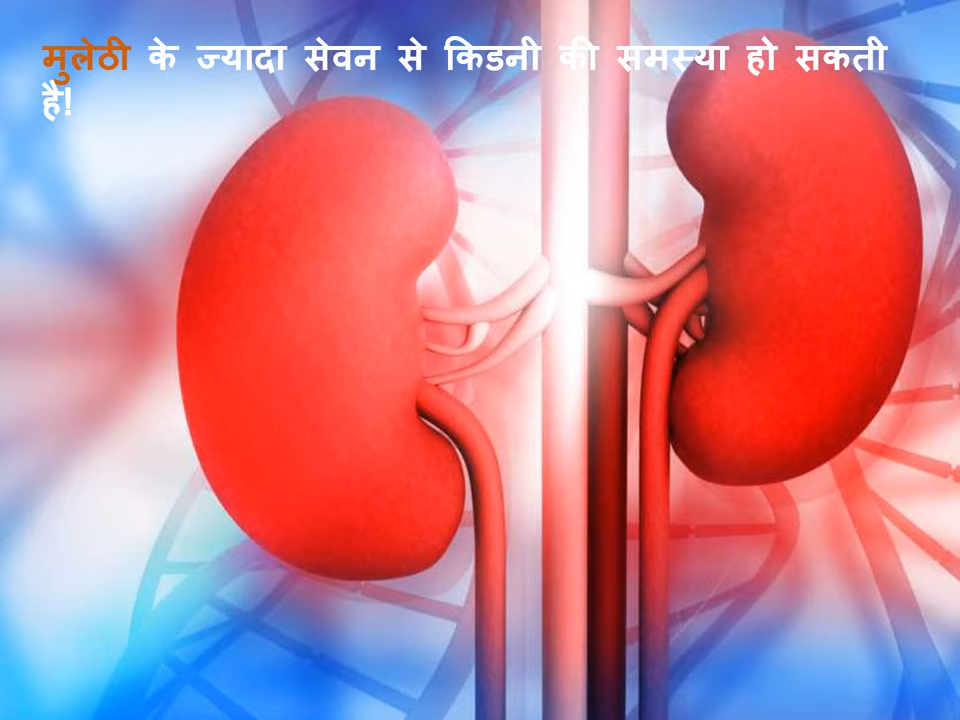 मुलेठी के ज्यादा सेवन से किडनी की समस्या हो सकती
है!